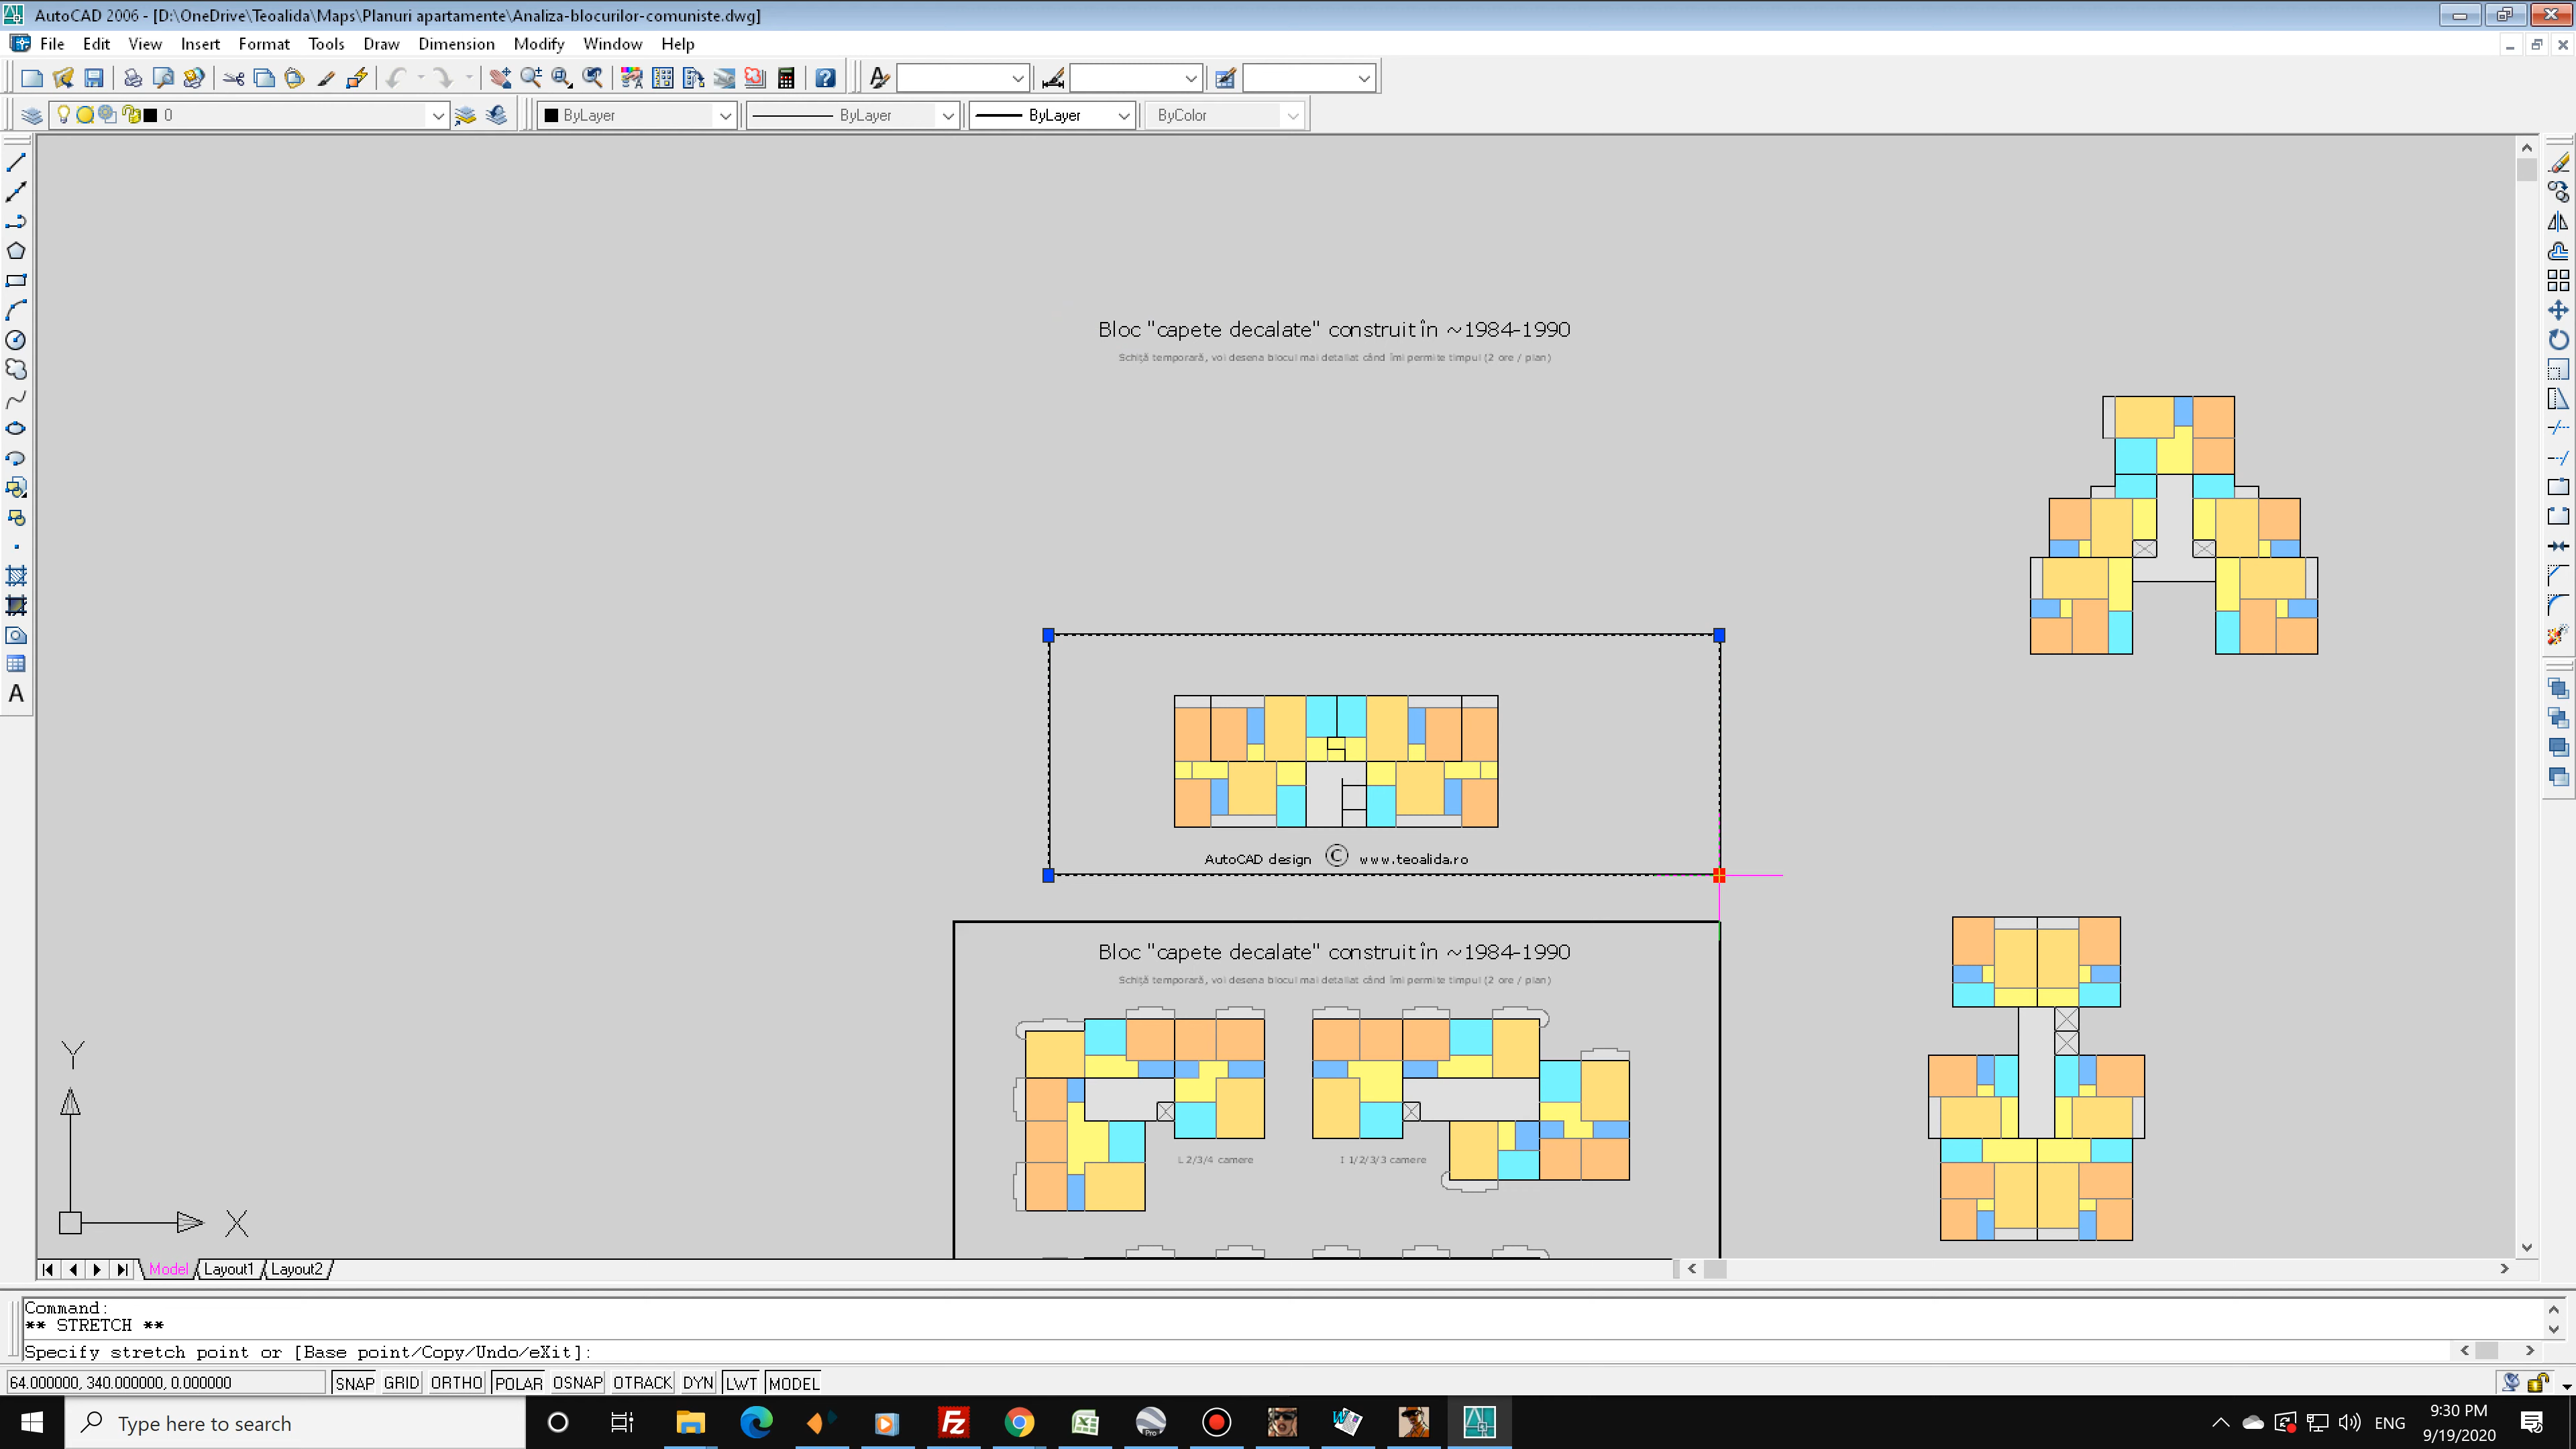 AutoCAD 2006 - [D:\OneDrive\Teoalida\Maps\Planuri apartamente\Analiza-blocurilor-comuniste.dwg]
File Edit View Insert Format Tools Draw Dimension Modify Window Help
0 ByLayer ByLayer ByLayer ByColor
Bloc "capete decalate" construit în ~1984-1990
Schiță temporară, voi desena blocul mai detaliat când îmi permite timpul (2 ore / plan)
AutoCAD design © www.teoalida.ro
Bloc "capete decalate" construit în ~1984-1990
Schiță temporară, voi desena blocul mai detaliat când îmi permite timpul (2 ore / plan)
L 2/3/4 camere I 1/2/3/3 camere
Y
X
Model Layout1 Layout2
Command:
** STRETCH **
Specify stretch point or [Base point/Copy/Undo/eXit]:
64.000000, 340.000000, 0.000000 SNAP GRID ORTHO POLAR OSNAP OTRACK DYN LWT MODEL
Type here to search
Fz
Pro
ENG
9:30 PM
9/19/2020